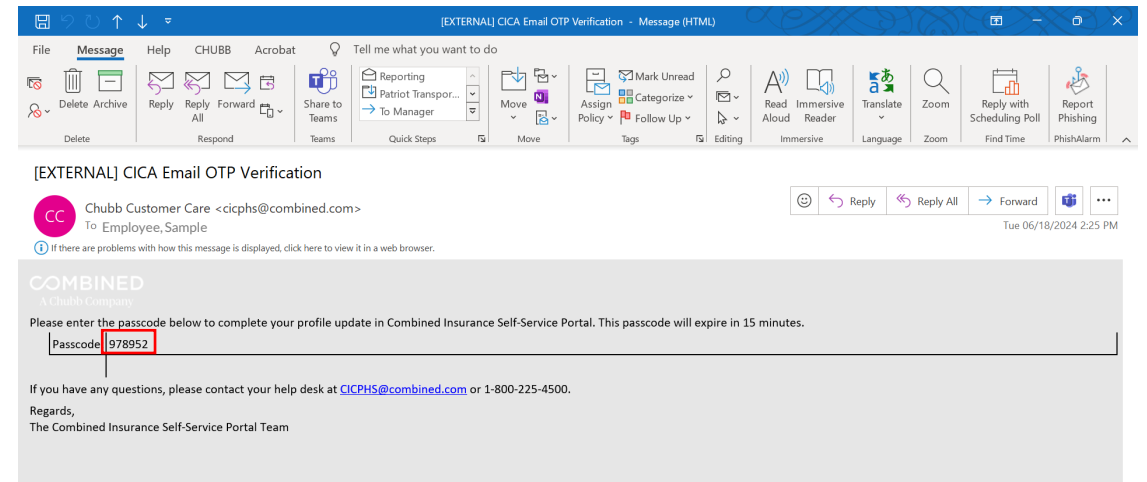 [EXTERNAL] CICA Email OTP Verification - Message (HTML)
File Message Help CHUBB Acrobat Tell me what you want to do
Delete Archive
Delete
Reply Reply All Forward
Respond
Share to Teams
Teams
Reporting
Patriot Transpor...
To Manager
Quick Steps
Move
Move
Assign Policy
Mark Unread
Categorize
Follow Up
Tags
Editing
Read Aloud Immersive Reader
Immersive
Translate
Language
Zoom
Zoom
Reply with Scheduling Poll
Find Time
Report Phishing
PhishAlarm
[EXTERNAL] CICA Email OTP Verification
CC
Chubb Customer Care <cicphs@combined.com>
To Employee,Sample
Reply Reply All Forward
Tue 06/18/2024 2:25 PM
If there are problems with how this message is displayed, click here to view it in a web browser.
COMBINED
A Chubb Company
Please enter the passcode below to complete your profile update in Combined Insurance Self-Service Portal. This passcode will expire in 15 minutes.
Passcode 978952
If you have any questions, please contact your help desk at CICPHS@combined.com or 1-800-225-4500.
Regards,
The Combined Insurance Self-Service Portal Team